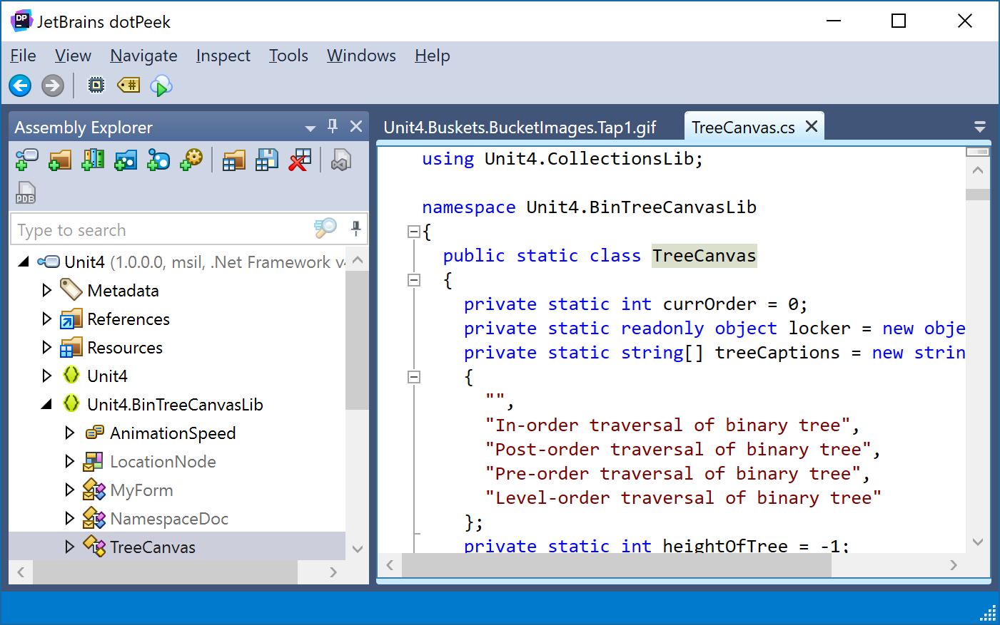 JetBrains dotPeek
File View Navigate Inspect Tools Windows Help
Assembly Explorer
Type to search
Unit4 (1.0.0.0, msil, .Net Framework v4
Metadata
References
Resources
Unit4
Unit4.BinTreeCanvasLib
AnimationSpeed
LocationNode
MyForm
NamespaceDoc
TreeCanvas
Unit4.Buskets.BucketImages.Tap1.gif TreeCanvas.cs
using Unit4.CollectionsLib;
namespace Unit4.BinTreeCanvasLib
{
public static class TreeCanvas
{
private static int currOrder = 0;
private static readonly object locker = new obje
private static string[] treeCaptions = new strin
{
"",
"In-order traversal of binary tree",
"Post-order traversal of binary tree",
"Pre-order traversal of binary tree",
"Level-order traversal of binary tree"
};
private static int heightOfTree = -1;